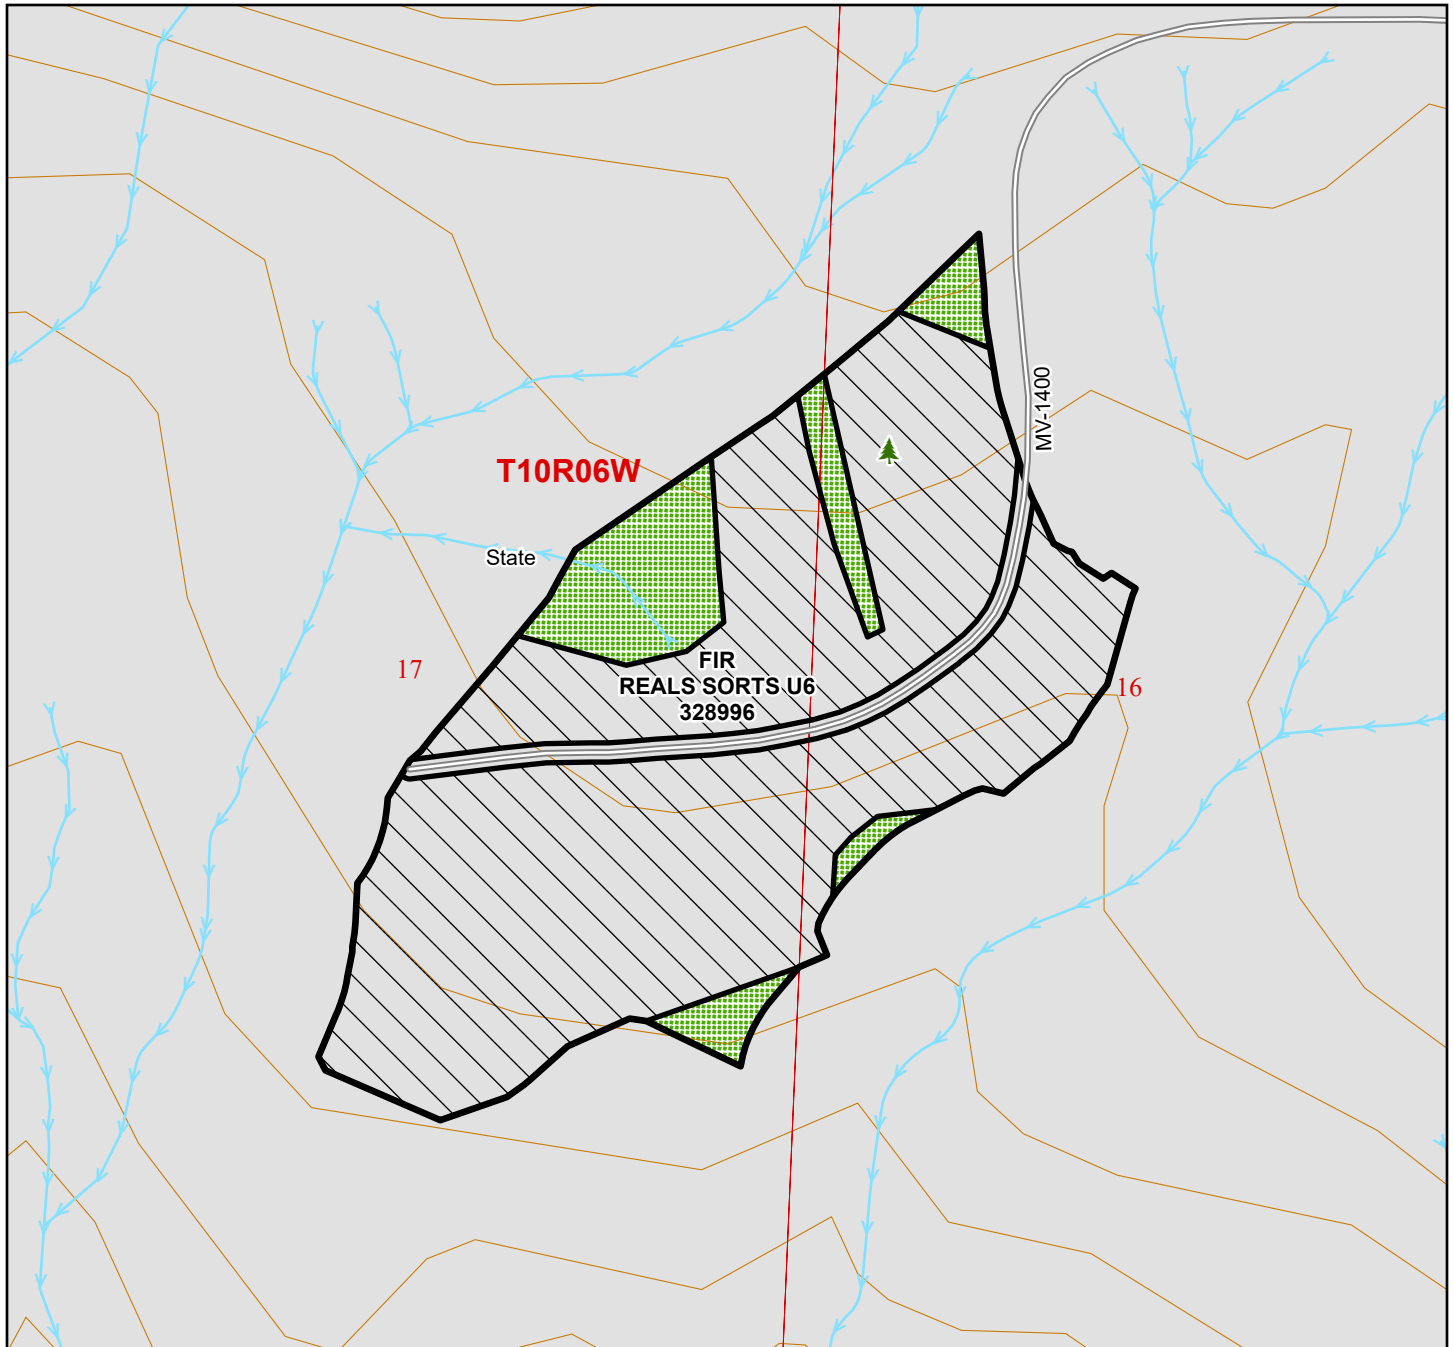 MV-1400
T10R06W
State
17
FIR
REALS SORTS U6
328996
16